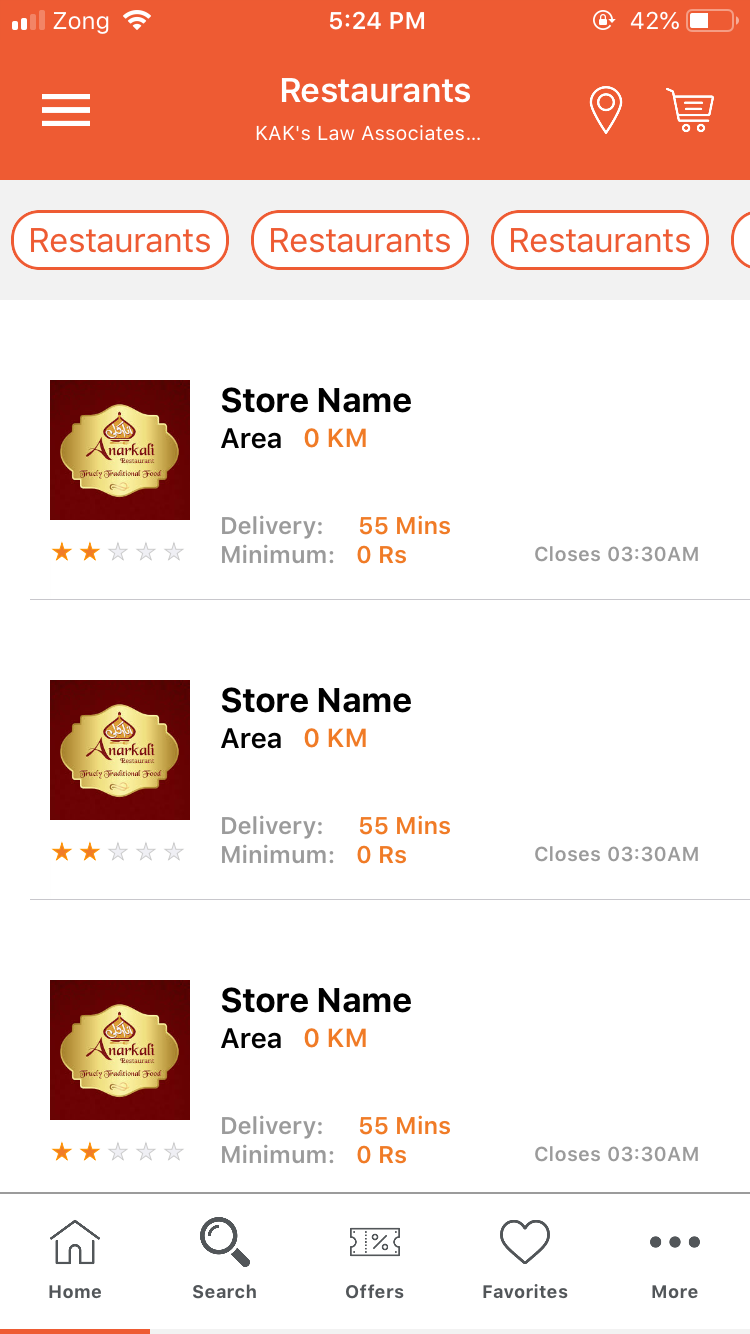 Zong 5:24 PM 42%
Restaurants
KAK's Law Associates...
Restaurants Restaurants Restaurants
Store Name
Area 0 KM
Anarkali
Restaurant
Trucly Traditional Food
Delivery: 55 Mins
Minimum: 0 Rs Closes 03:30AM
Store Name
Area 0 KM
Anarkali
Restaurant
Trucly Traditional Food
Delivery: 55 Mins
Minimum: 0 Rs Closes 03:30AM
Store Name
Area 0 KM
Anarkali
Restaurant
Trucly Traditional Food
Delivery: 55 Mins
Minimum: 0 Rs Closes 03:30AM
%
Home Search Offers Favorites More